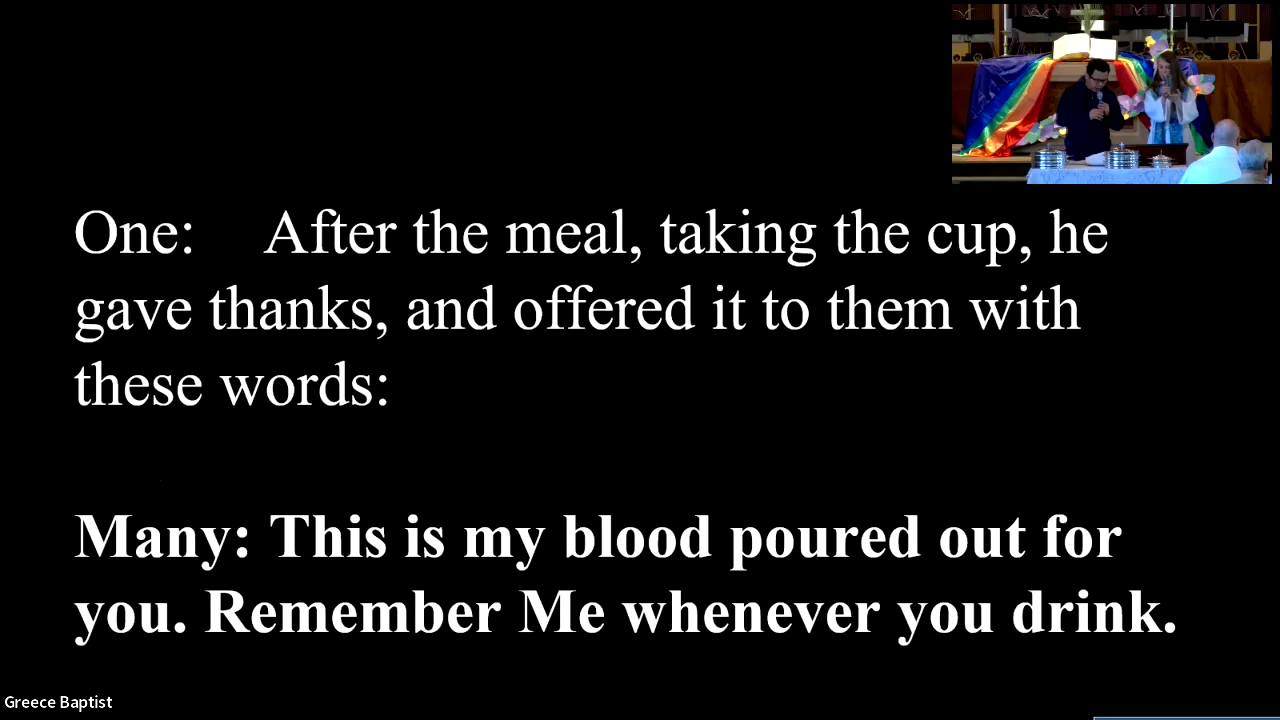 One: After the meal, taking the cup, he
gave thanks, and offered it to them with
these words:
Many: This is my blood poured out for
you. Remember Me whenever you drink.
Greece Baptist